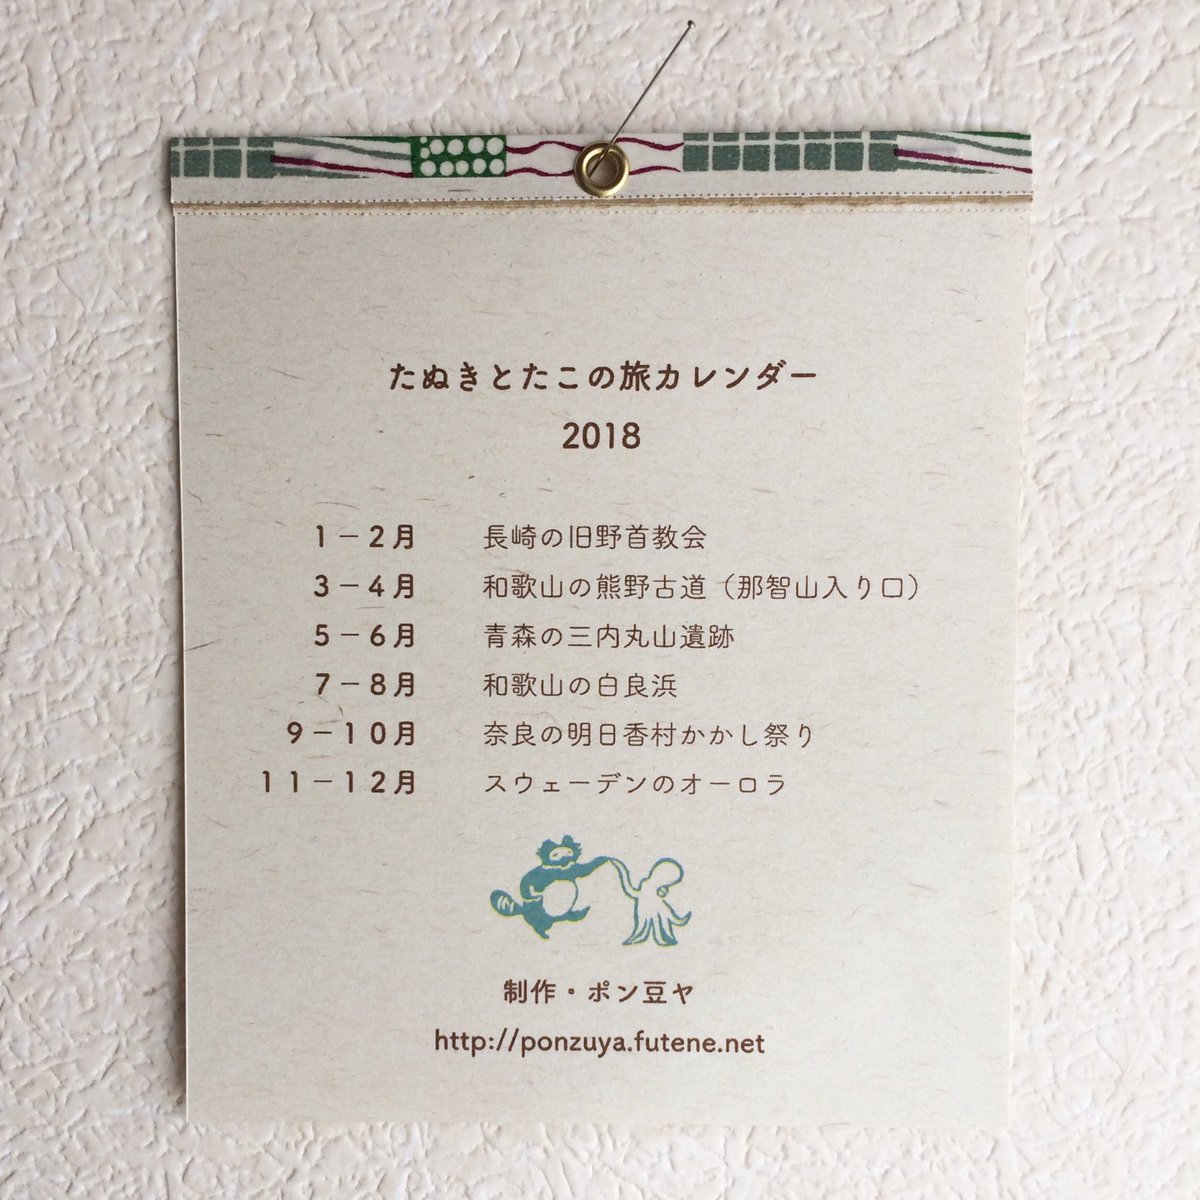 たぬきとたこの旅カレンダー
2018
1－2月 長崎の旧野首教会
3－4月 和歌山の熊野古道（那智山入り口）
5－6月 青森の三内丸山遺跡
7－8月 和歌山の白良浜
9－10月 奈良の明日香村かかし祭り
11－12月 スウェーデンのオーロラ
制作・ポン豆ヤ
http://ponzuya.futene.net